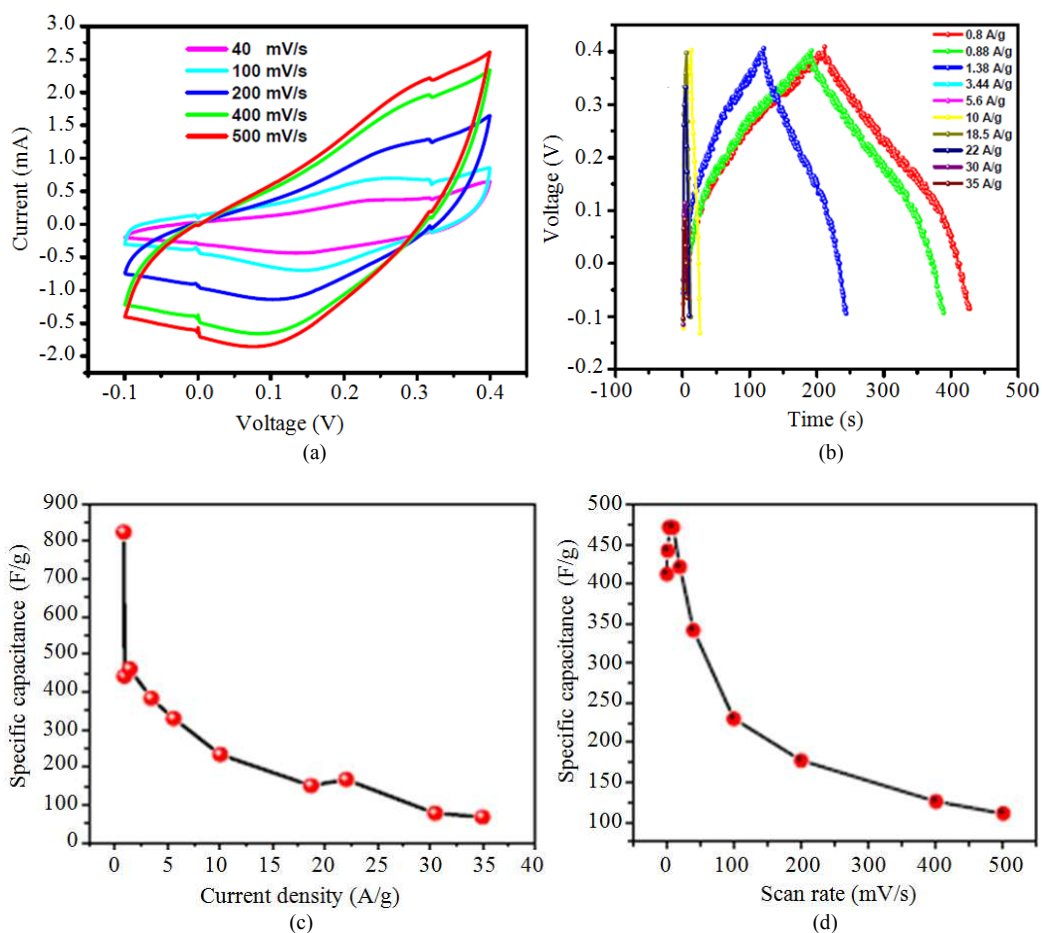 3.0
2.5
2.0
1.5
1.0
0.5
0.0
-0.5
-1.0
-1.5
-2.0
Current (mA)
40 mV/s
100 mV/s
200 mV/s
400 mV/s
500 mV/s
-0.1 0.0 0.1 0.2 0.3 0.4
Voltage (V)
(a)
0.4
0.3
0.4
0.1
0.0
-0.1
-0.2
Voltage (V)
0.8 A/g
0.88 A/g
1.38 A/g
3.44 A/g
5.6 A/g
10 A/g
18.5 A/g
22 A/g
30 A/g
35 A/g
-100 0 100 200 300 400 500
Time (s)
(b)
900
800
700
600
500
400
300
200
100
0
Specific capacitance (F/g)
0 5 10 15 20 25 30 35 40
Current density (A/g)
(c)
500
450
400
350
300
250
200
150
100
Specific capacitance (F/g)
0 100 200 300 400 500
Scan rate (mV/s)
(d)